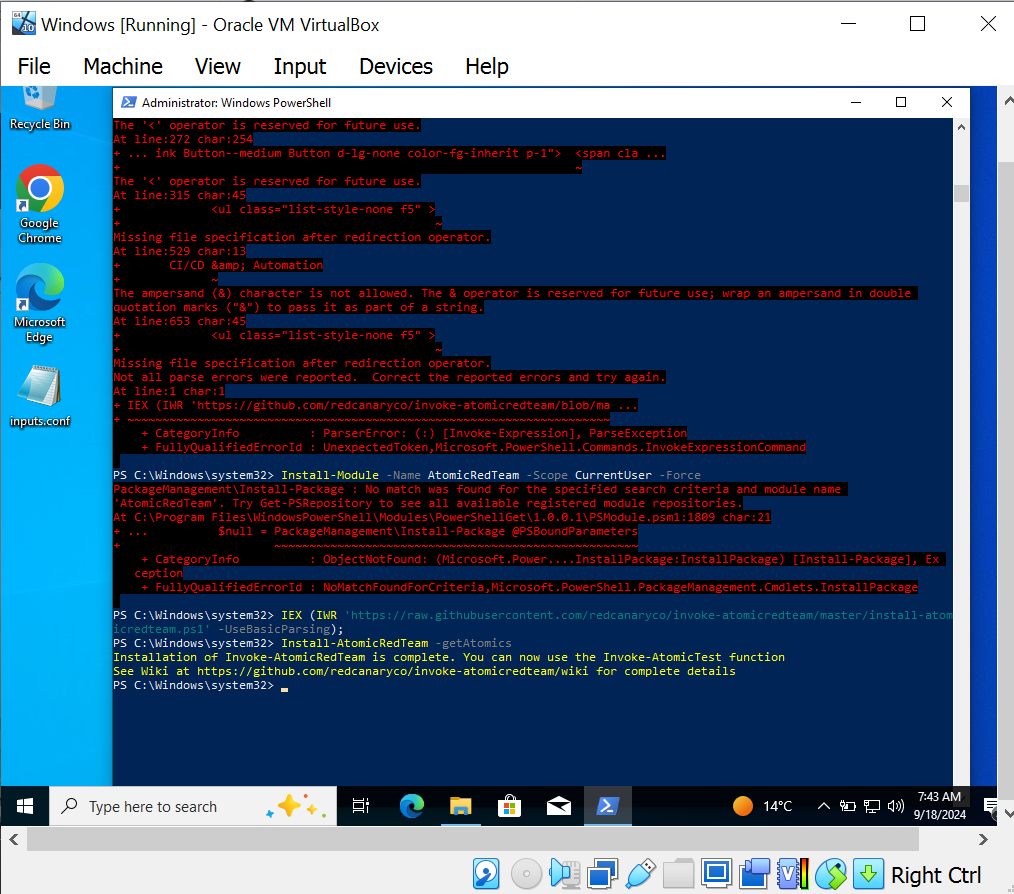 Windows [Running] - Oracle VM VirtualBox
File Machine View Input Devices Help
Recycle Bin
Google
Chrome
Microsoft
Edge
inputs.conf
Administrator: Windows PowerShell
The '<' operator is reserved for future use.
At line:272 char:254
+ ... ink Button--medium Button d-lg-none color-fg-inherit p-1"> <span cla ...
+ ~
The '<' operator is reserved for future use.
At line:315 char:45
+ <ul class="list-style-none f5" >
+ ~
Missing file specification after redirection operator.
At line:529 char:13
+ CI/CD &amp; Automation
+ ~
The ampersand (&) character is not allowed. The & operator is reserved for future use; wrap an ampersand in double
quotation marks ("&") to pass it as part of a string.
At line:653 char:45
+ <ul class="list-style-none f5" >
+ ~
Missing file specification after redirection operator.
Not all parse errors were reported. Correct the reported errors and try again.
At line:1 char:1
+ IEX (IWR 'https://github.com/redcanaryco/invoke-atomicredteam/blob/ma ...
+ ~~~~~~~~~~~~~~~~~~~~~~~~~~~~~~~~~~~~~~~~~~~~~~~~~~~~~~~~~~~~~~~~~~~~~
+ CategoryInfo : ParserError: (:) [Invoke-Expression], ParseException
+ FullyQualifiedErrorId : UnexpectedToken,Microsoft.PowerShell.Commands.InvokeExpressionCommand
PS C:\Windows\system32> Install-Module -Name AtomicRedTeam -Scope CurrentUser -Force
PackageManagement\Install-Package : No match was found for the specified search criteria and module name
'AtomicRedTeam'. Try Get-PSRepository to see all available registered module repositories.
At C:\Program Files\WindowsPowerShell\Modules\PowerShellGet\1.0.0.1\PSModule.psm1:1809 char:21
+ ... $null = PackageManagement\Install-Package @PSBoundParameters
+ ~~~~~~~~~~~~~~~~~~~~~~~~~~~~~~~~~~~~~~~~~~~~~~~~~~~~
+ CategoryInfo : ObjectNotFound: (Microsoft.Power....InstallPackage:InstallPackage) [Install-Package], Ex
ception
+ FullyQualifiedErrorId : NoMatchFoundForCriteria,Microsoft.PowerShell.PackageManagement.Cmdlets.InstallPackage
PS C:\Windows\system32> IEX (IWR 'https://raw.githubusercontent.com/redcanaryco/invoke-atomicredteam/master/install-atom
icredteam.ps1' -UseBasicParsing);
PS C:\Windows\system32> Install-AtomicRedTeam -getAtomics
Installation of Invoke-AtomicRedTeam is complete. You can now use the Invoke-AtomicTest function
See Wiki at https://github.com/redcanaryco/invoke-atomicredteam/wiki for complete details
PS C:\Windows\system32>
Type here to search
14°C
7:43 AM
9/18/2024
Right Ctrl